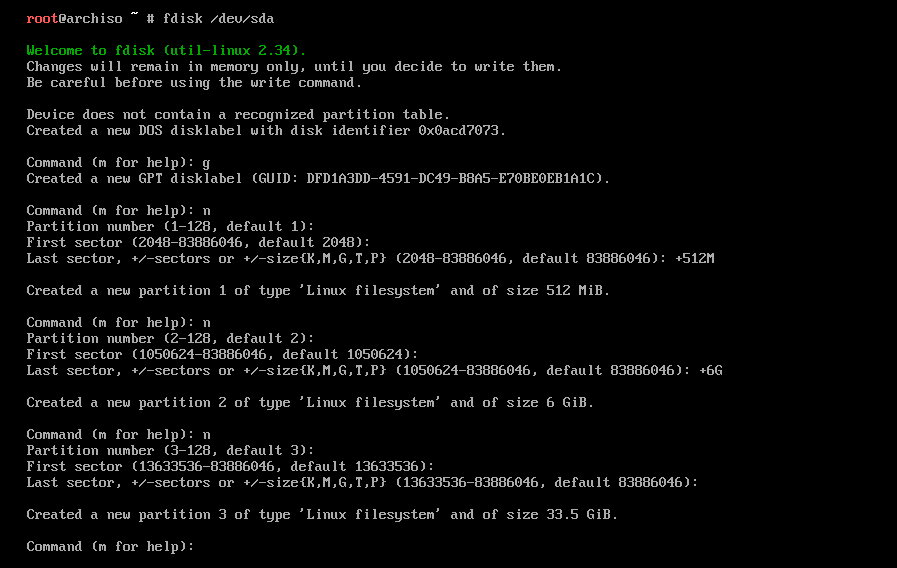 root@archiso ~ # fdisk /dev/sda
Welcome to fdisk (util-linux 2.34).
Changes will remain in memory only, until you decide to write them.
Be careful before using the write command.
Device does not contain a recognized partition table.
Created a new DOS disklabel with disk identifier 0x0acd7073.
Command (m for help): g
Created a new GPT disklabel (GUID: DFD1A3DD-4591-DC49-B8A5-E70BE0EB1A1C).
Command (m for help): n
Partition number (1-128, default 1):
First sector (2048-83886046, default 2048):
Last sector, +/-sectors or +/-size{K,M,G,T,P} (2048-83886046, default 83886046): +512M
Created a new partition 1 of type 'Linux filesystem' and of size 512 MiB.
Command (m for help): n
Partition number (2-128, default 2):
First sector (1050624-83886046, default 1050624):
Last sector, +/-sectors or +/-size{K,M,G,T,P} (1050624-83886046, default 83886046): +6G
Created a new partition 2 of type 'Linux filesystem' and of size 6 GiB.
Command (m for help): n
Partition number (3-128, default 3):
First sector (13633536-83886046, default 13633536):
Last sector, +/-sectors or +/-size{K,M,G,T,P} (13633536-83886046, default 83886046):
Created a new partition 3 of type 'Linux filesystem' and of size 33.5 GiB.
Command (m for help):